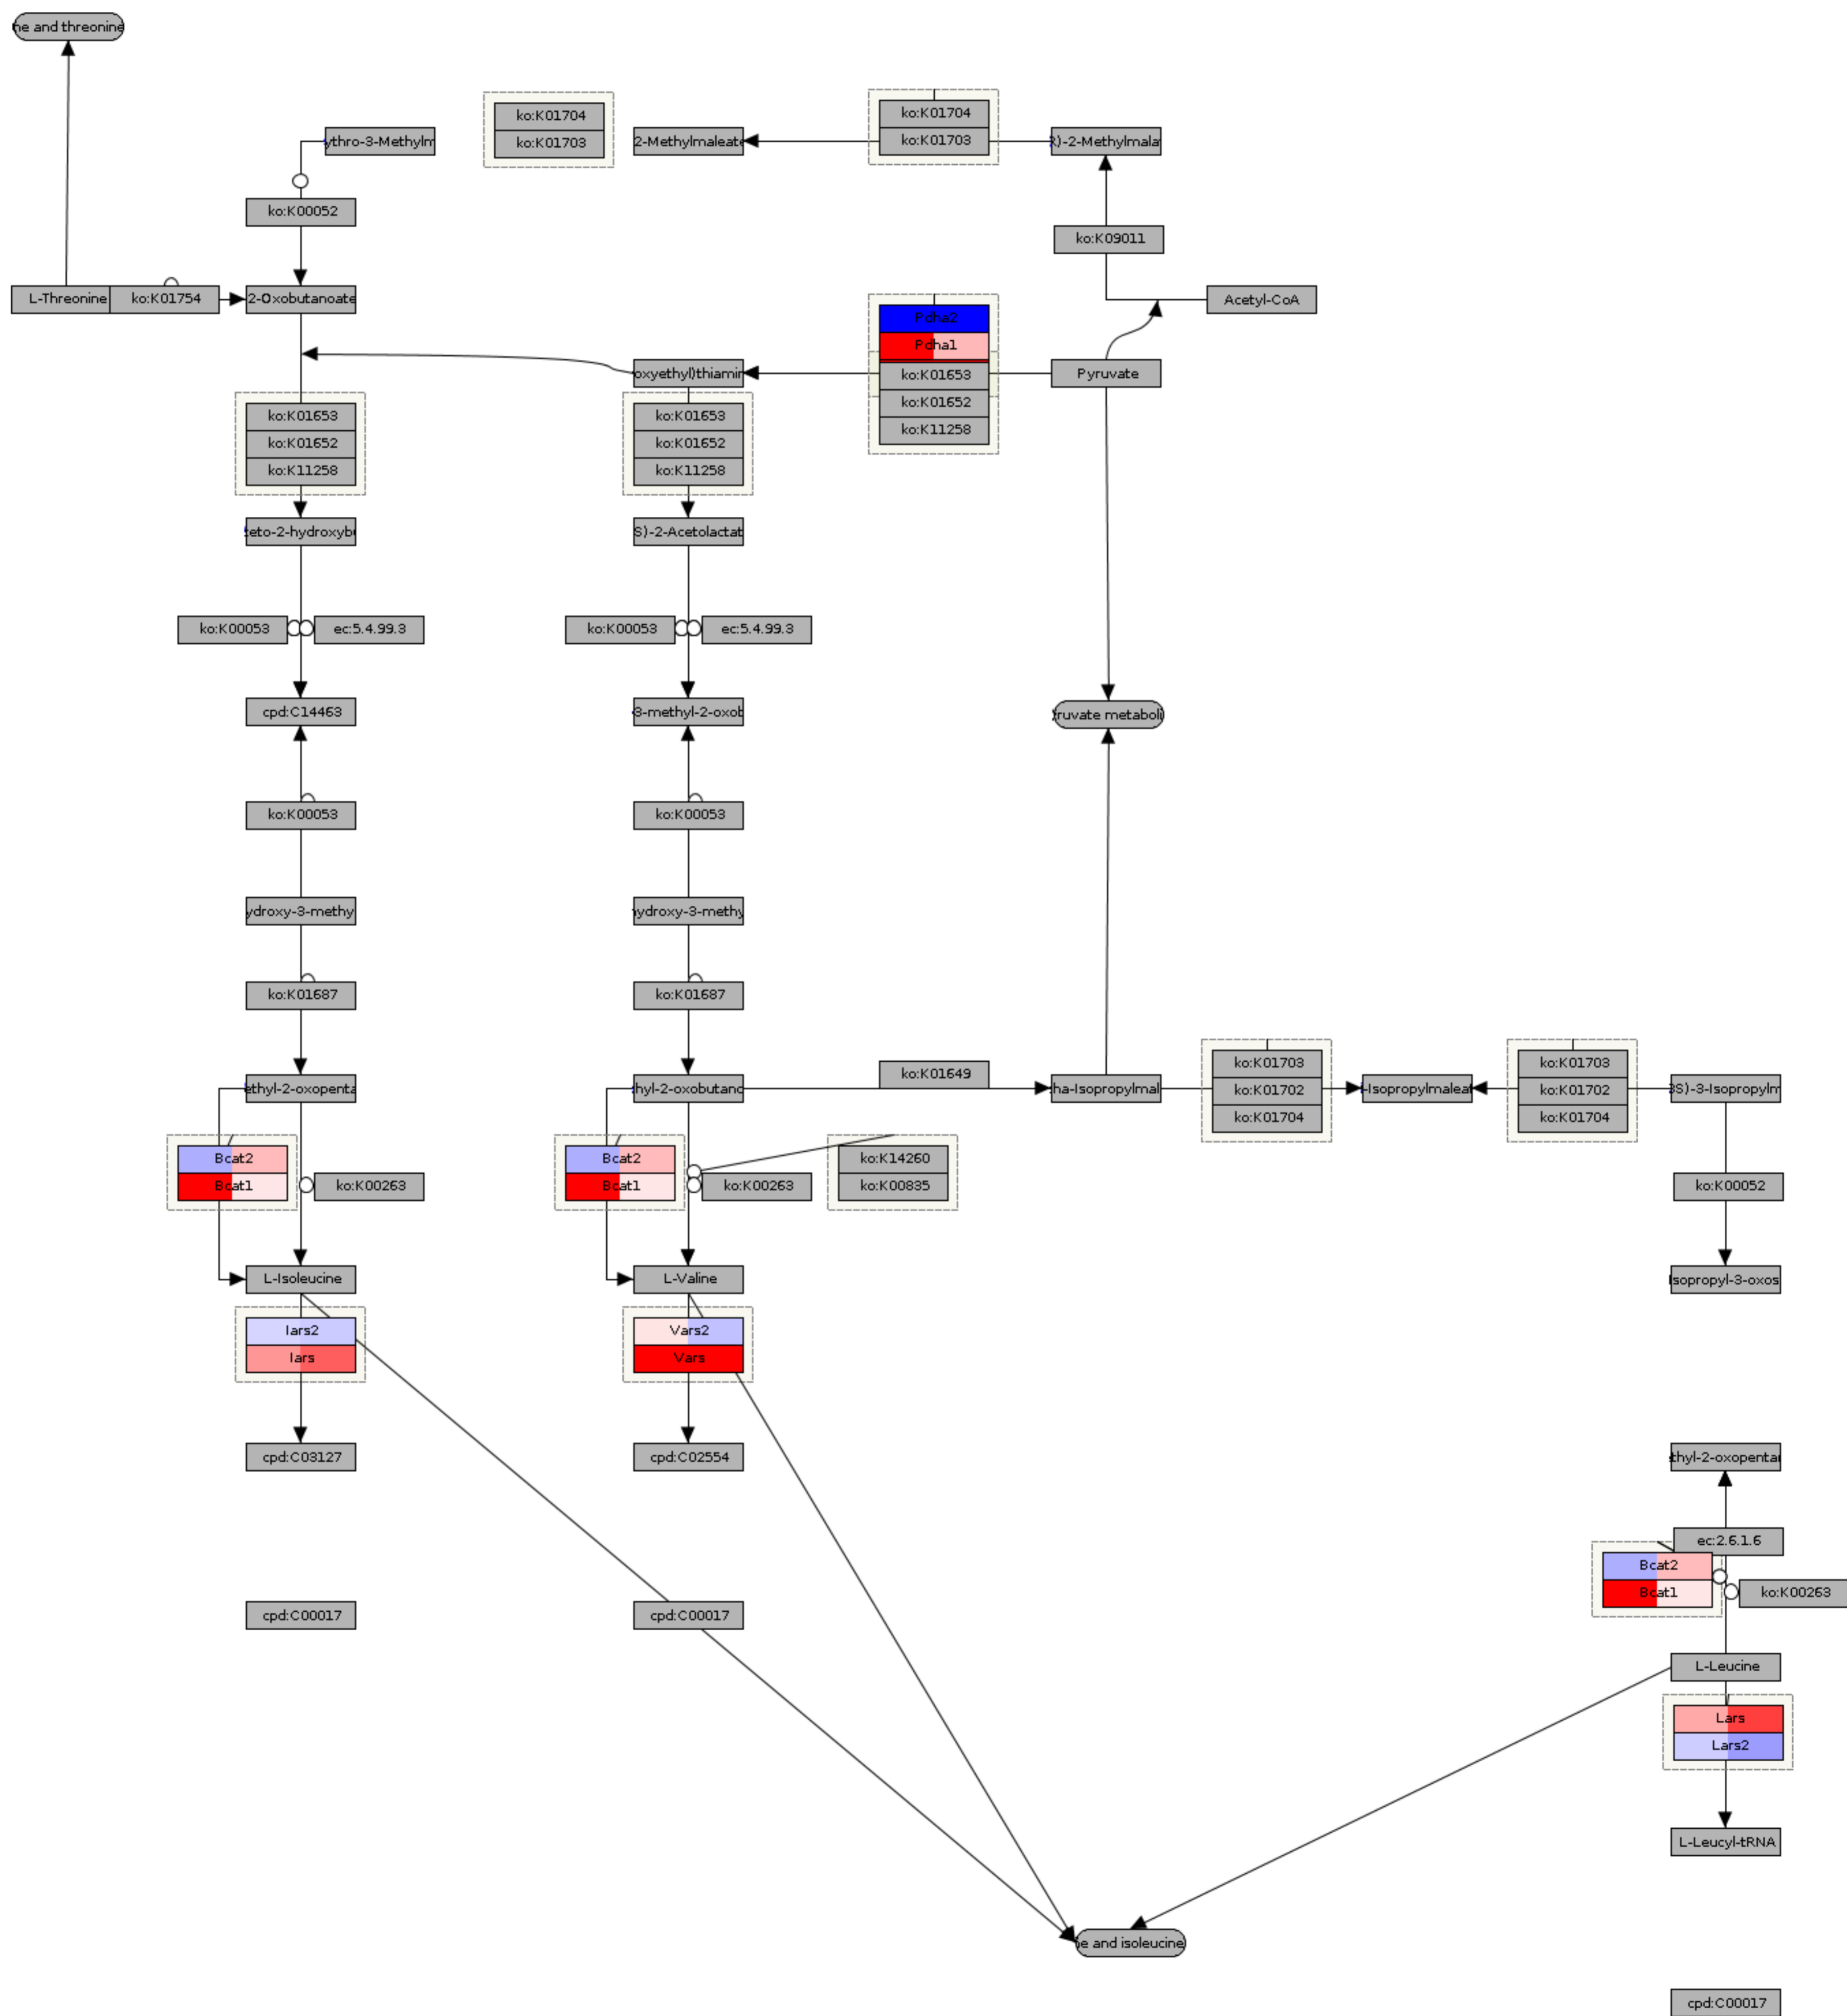 ne and threonine
ko:K01704
ko:K01703
ko:K01704
ko:K01703
ythro-3-Methylm
2-Methylmaleate
R)-2-Methylmala
ko:K00052
ko:K09011
L-Threonine
ko:K01754
2-Oxobutanoate
Acetyl-CoA
Pdha2
Pdha1
ko:K01653
ko:K01652
ko:K11258
oxyethyl)thiamin
Pyruvate
ko:K01653
ko:K01652
ko:K11258
ko:K01653
ko:K01652
ko:K11258
ceto-2-hydroxybu
S)-2-Acetolactat
ko:K00053
ec:5.4.99.3
ko:K00053
ec:5.4.99.3
cpd:C14463
3-methyl-2-oxob
yruvate metaboli
ko:K00053
ko:K00053
ydroxy-3-methy
hydroxy-3-methy
ko:K01687
ko:K01687
ethyl-2-oxopenta
hyl-2-oxobutano
ko:K01649
ha-Isopropylmal
ko:K01703
ko:K01702
ko:K01704
-Isopropylmaleat
ko:K01703
ko:K01702
ko:K01704
3S)-3-Isopropylm
Bcat2
Bcat1
ko:K00263
Bcat2
Bcat1
ko:K00263
ko:K14260
ko:K00835
ko:K00052
L-Isoleucine
L-Valine
Isopropyl-3-oxos
Iars2
Iars
Vars2
Vars
cpd:C03127
cpd:C02554
thyl-2-oxopentan
ec:2.6.1.6
Bcat2
Bcat1
ko:K00263
cpd:C00017
cpd:C00017
L-Leucine
Lars
Lars2
L-Leucyl-tRNA
e and isoleucine
cpd:C00017